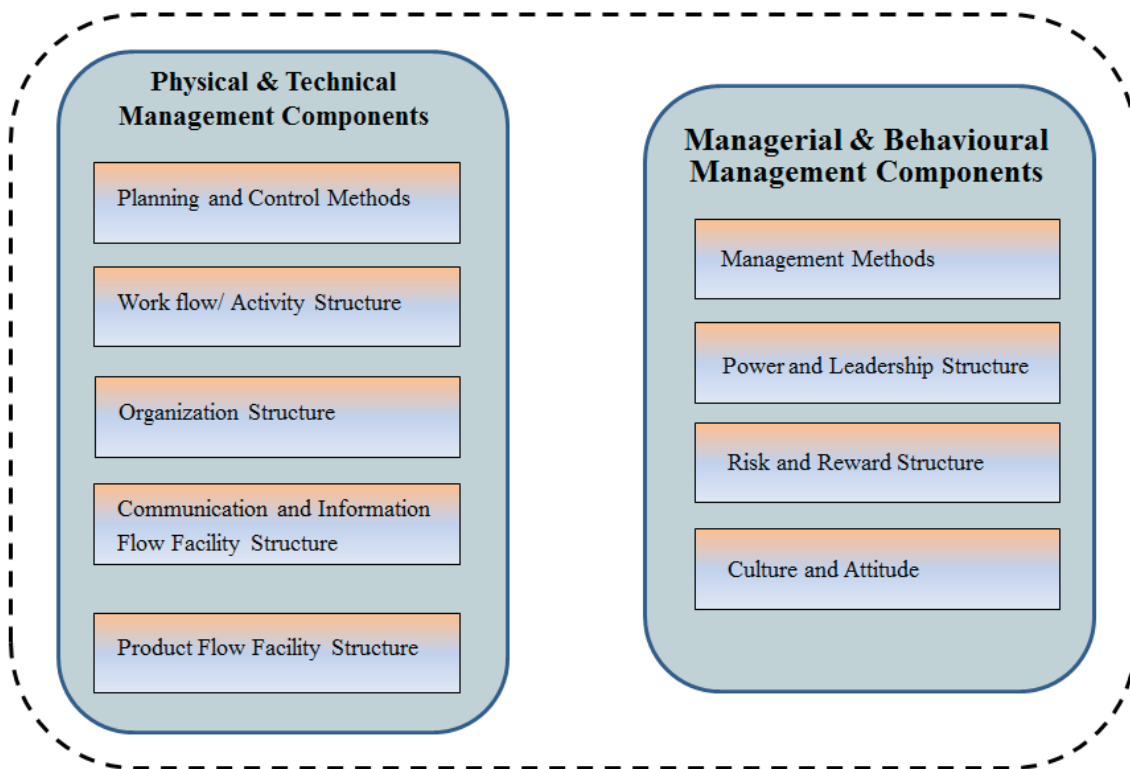 Physical & Technical
Management Components
Planning and Control Methods
Work flow/ Activity Structure
Organization Structure
Communication and Information
Flow Facility Structure
Product Flow Facility Structure
Managerial & Behavioural
Management Components
Management Methods
Power and Leadership Structure
Risk and Reward Structure
Culture and Attitude